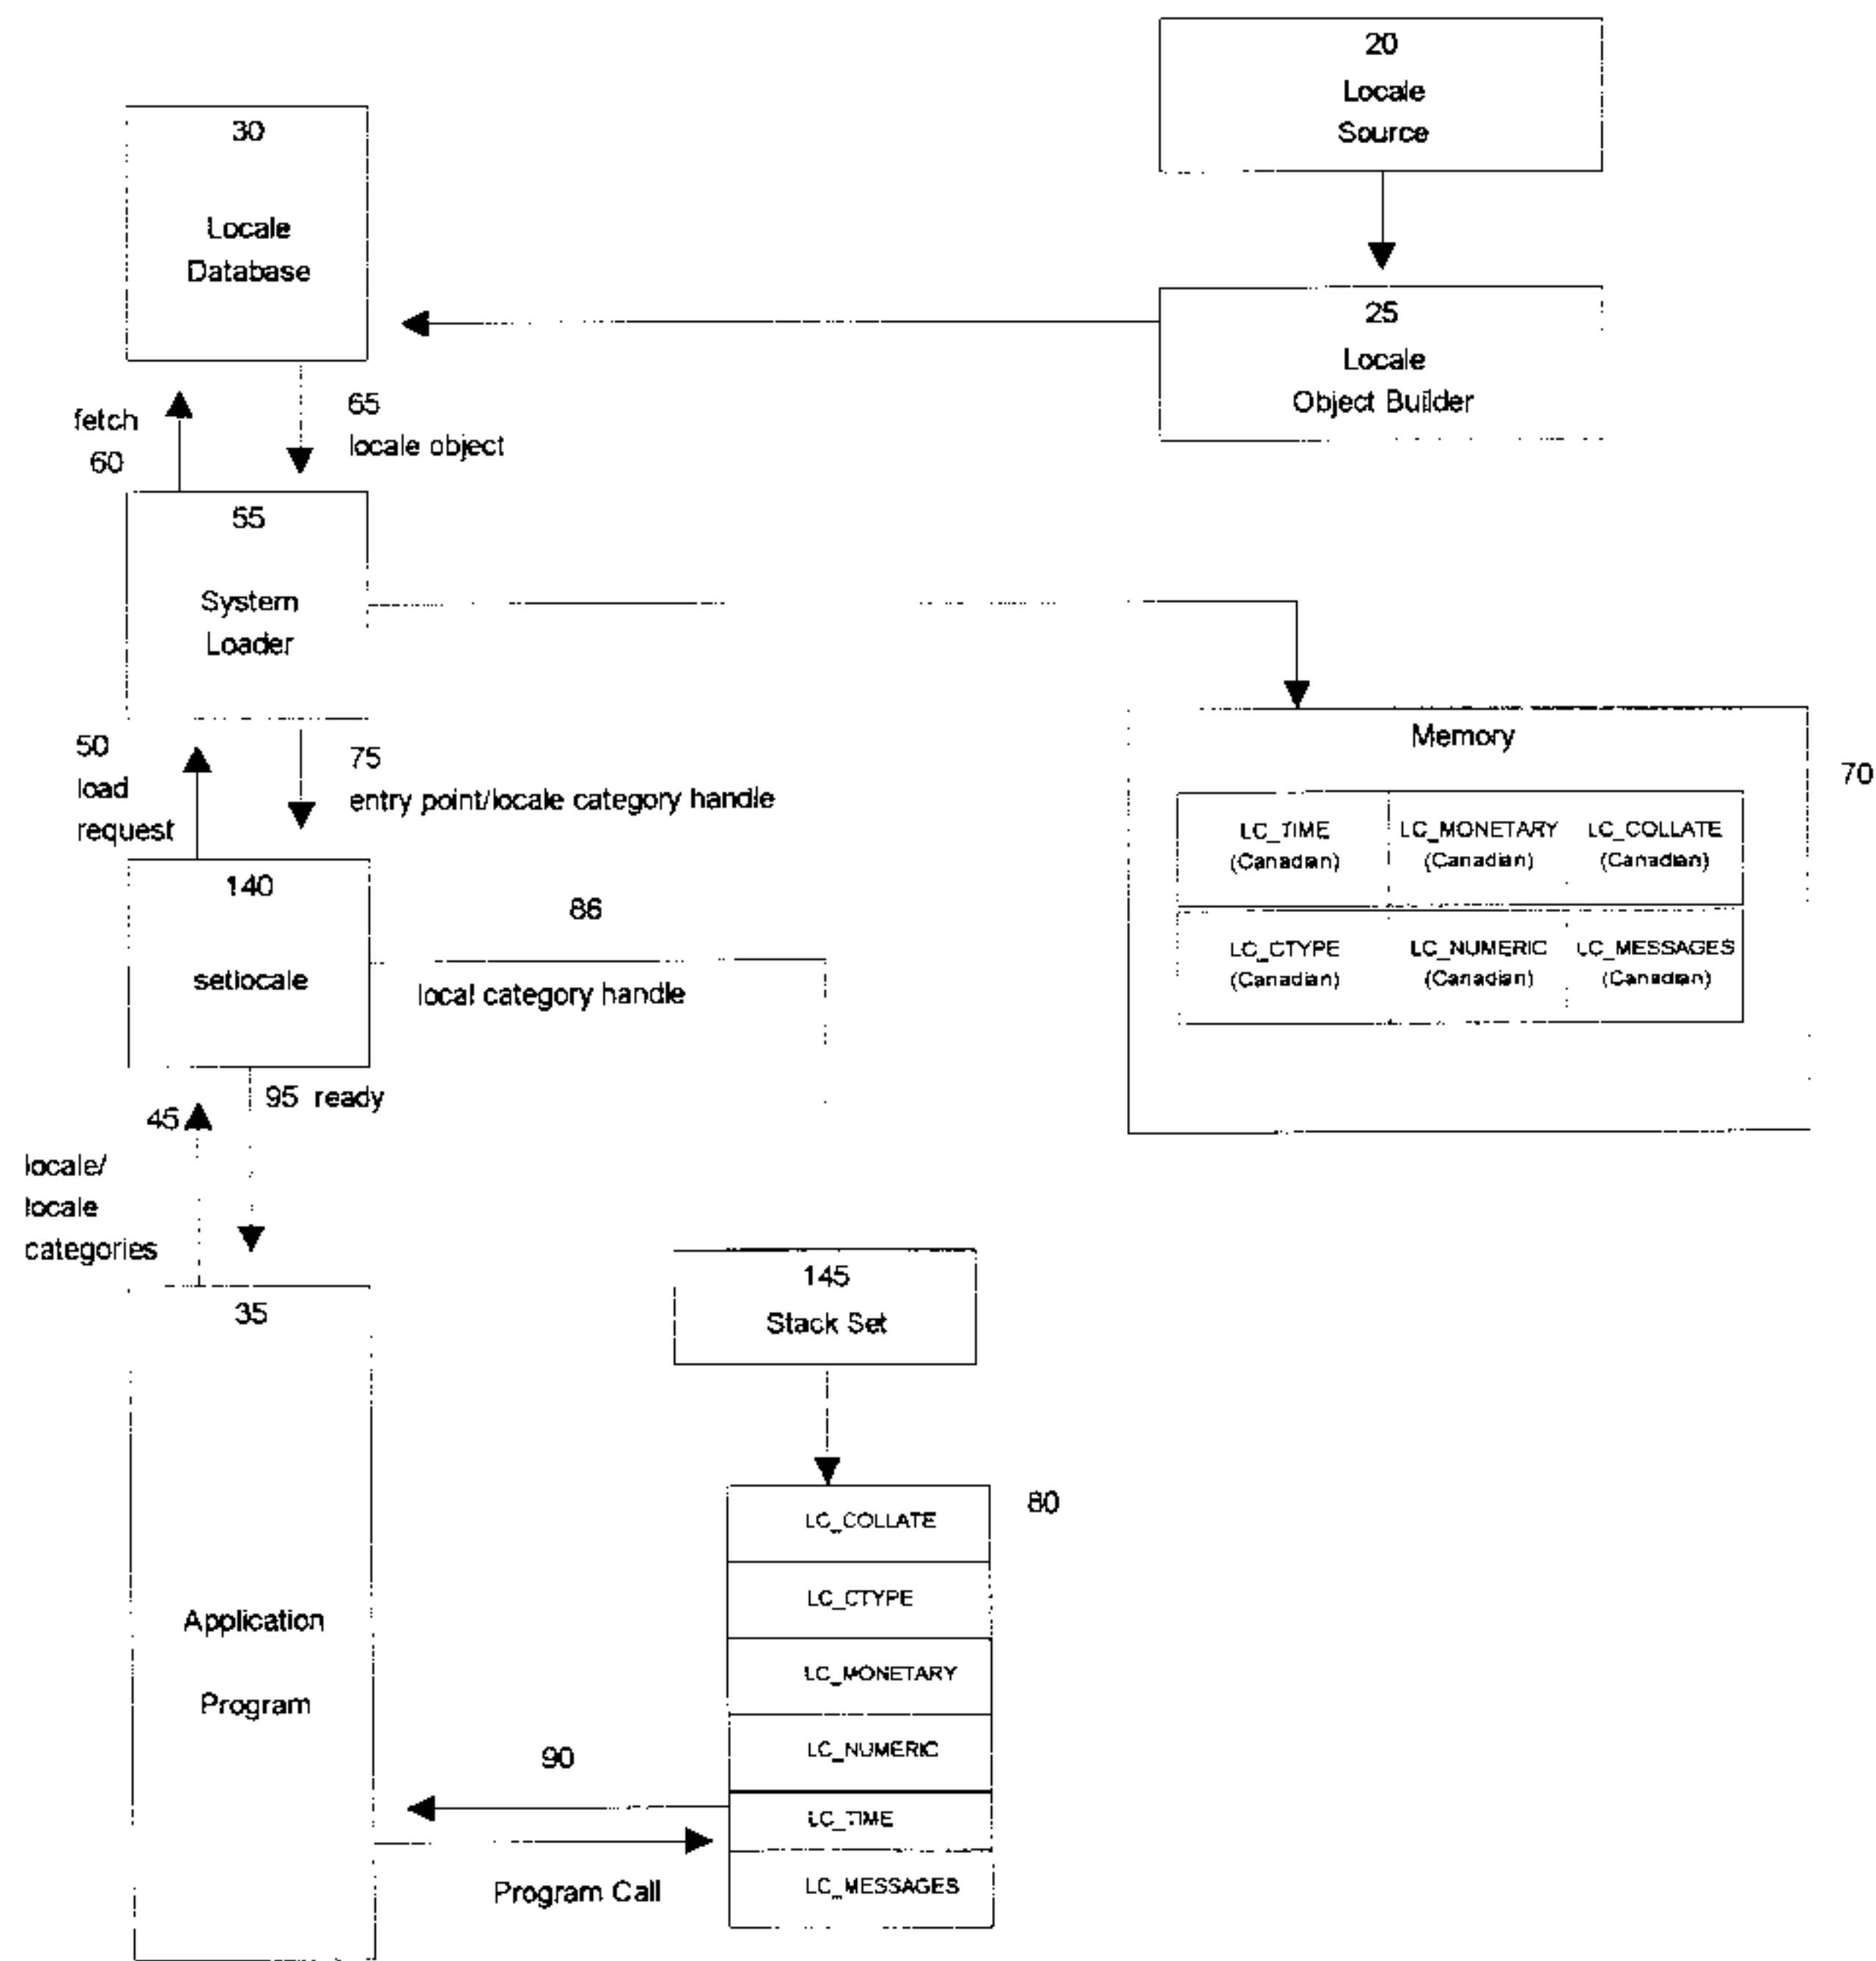 20
Locale
Source
30
Locale
Database
25
Locale
Object Builder
fetch
60
65
locale object
55
System
Loader
50
load
request
75
entry point/locale category handle
Memory
70
LC_TIME
(Canadian)
LC_MONETARY
(Canadian)
LC_COLLATE
(Canadian)
LC_CTYPE
(Canadian)
LC_NUMERIC
(Canadian)
LC_MESSAGES
(Canadian)
140
setlocale
86
local category handle
95 ready
45
locale/
locale
categories
35
Application
Program
145
Stack Set
80
LC_COLLATE
LC_CTYPE
LC_MONETARY
LC_NUMERIC
LC_TIME
LC_MESSAGES
90
Program Call